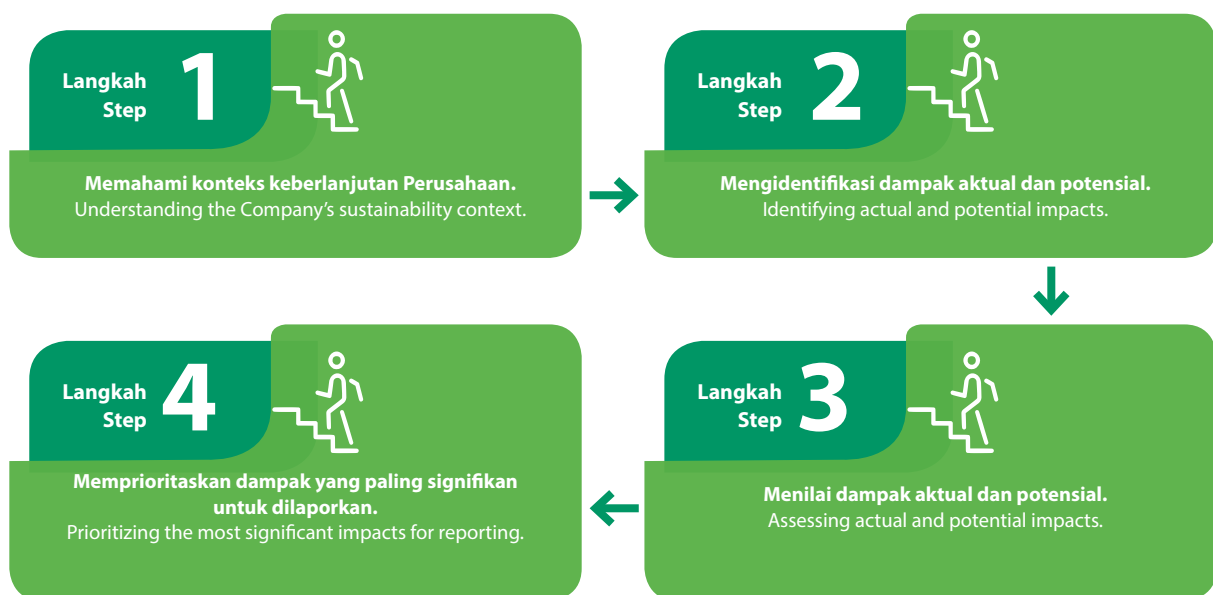 Langkah
Step
1
Memahami konteks keberlanjutan Perusahaan.
Understanding the Company's sustainability context.
Langkah
Step
2
Mengidentifikasi dampak aktual dan potensial.
Identifying actual and potential impacts.
Langkah
Step
3
Menilai dampak aktual dan potensial.
Assessing actual and potential impacts.
Langkah
Step
4
Memprioritaskan dampak yang paling signifikan
untuk dilaporkan.
Prioritizing the most significant impacts for reporting.